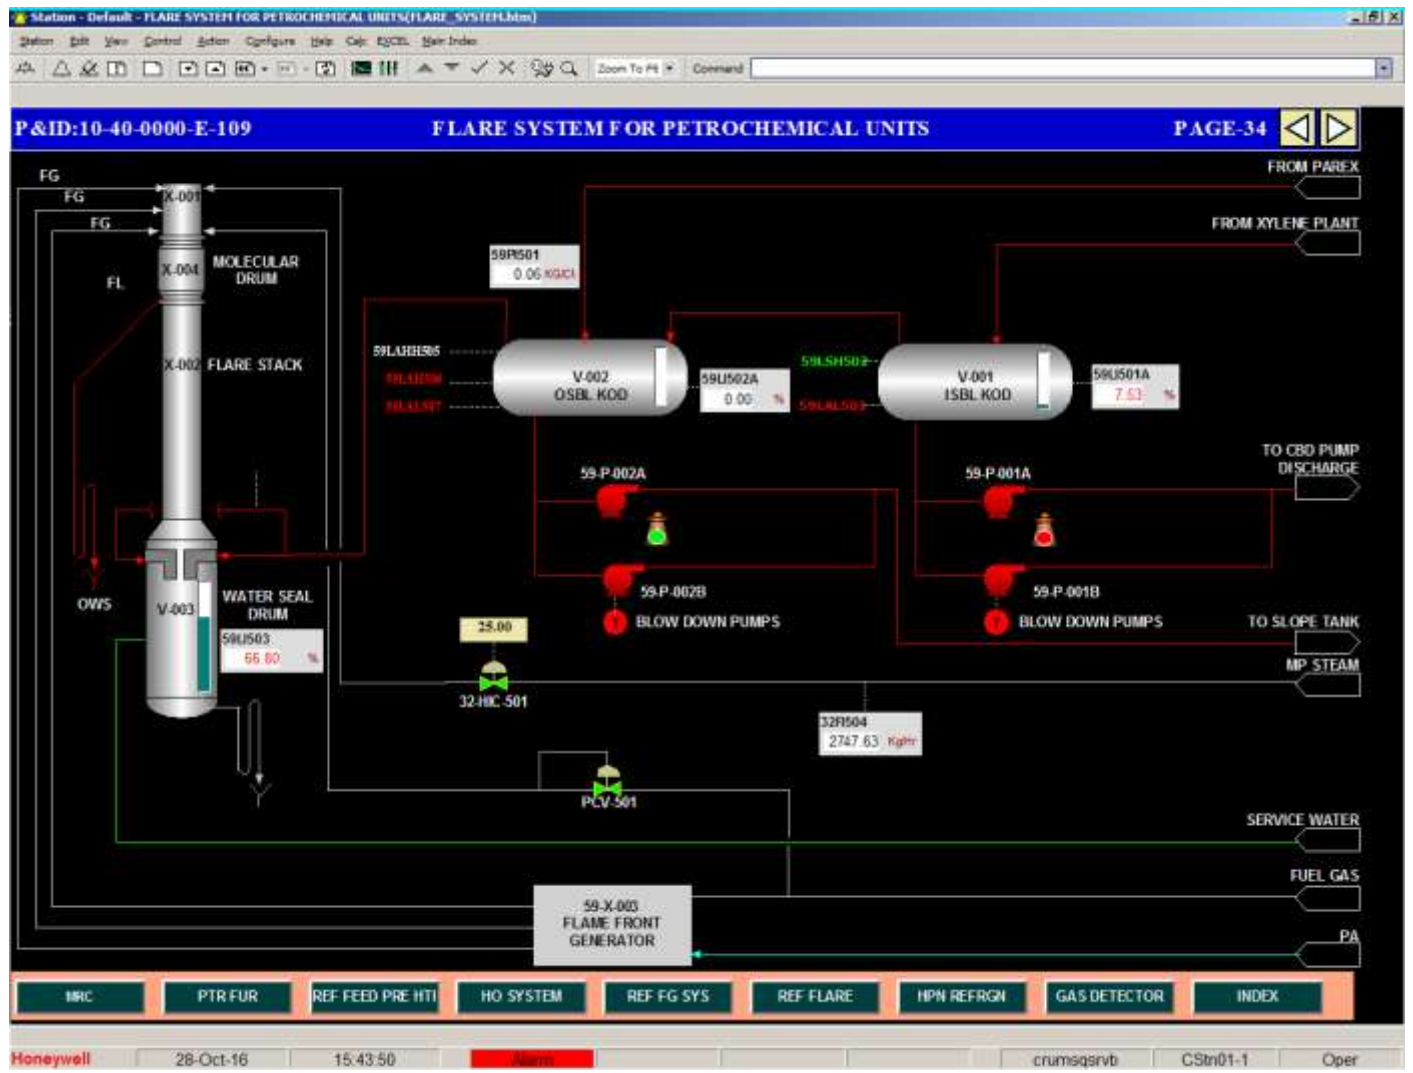 Station - Default - FLARE SYSTEM FOR PETROCHEMICAL UNITS(FLARE_SYSTEM.htm)
Station Edit View Control Action Configure Help Calc EXCEL Main Index
Zoom To Fit Command
P&ID:10-40-0000-E-109 FLARE SYSTEM FOR PETROCHEMICAL UNITS PAGE-34
FROM PAREX
FG
X-001
FG
FG
FROM XYLENE PLANT
59PI501
0.06
MOLECULAR
DRUM
X-004
FL
59LAHH505
X-002 FLARE STACK
V-002
OSBL KOD
59LI502A
0.00 %
59LSH502
V-001
ISBL KOD
59LI501A
7.53 %
TO CBD PUMP
DISCHARGE
59-P-002A
59-P-001A
59-P-002B
59-P-001B
OWS
V-003
WATER SEAL
DRUM
59LI503
66.80 %
25.00
BLOW DOWN PUMPS
BLOW DOWN PUMPS
TO SLOPE TANK
MP STEAM
32-HIC-501
32FI504
2747.63 Kg/Hr
PCV-501
SERVICE WATER
FUEL GAS
59-X-003
FLAME FRONT
GENERATOR
PA
NRC PTR FUR REF FEED PRE HTI HO SYSTEM REF FG SYS REF FLARE HPN REFRGN GAS DETECTOR INDEX
Honeywell 28-Oct-16 15:43:50 Alarm crumsqsrvb CStn01-1 Oper